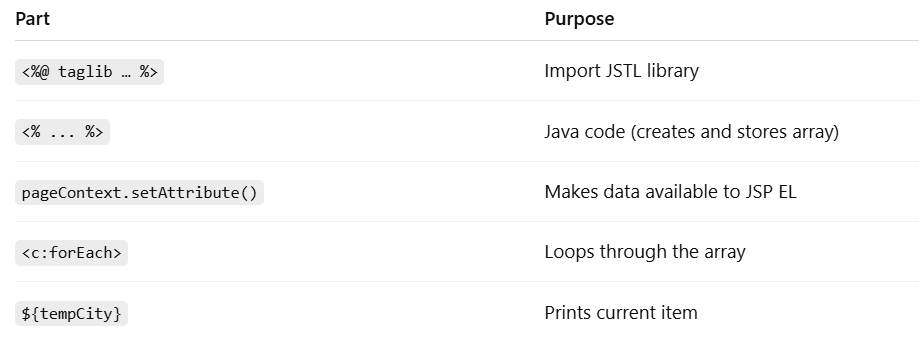 Part Purpose
<%@ taglib … %> Import JSTL library
<% ... %> Java code (creates and stores array)
pageContext.setAttribute() Makes data available to JSP EL
<c:forEach> Loops through the array
${tempCity} Prints current item